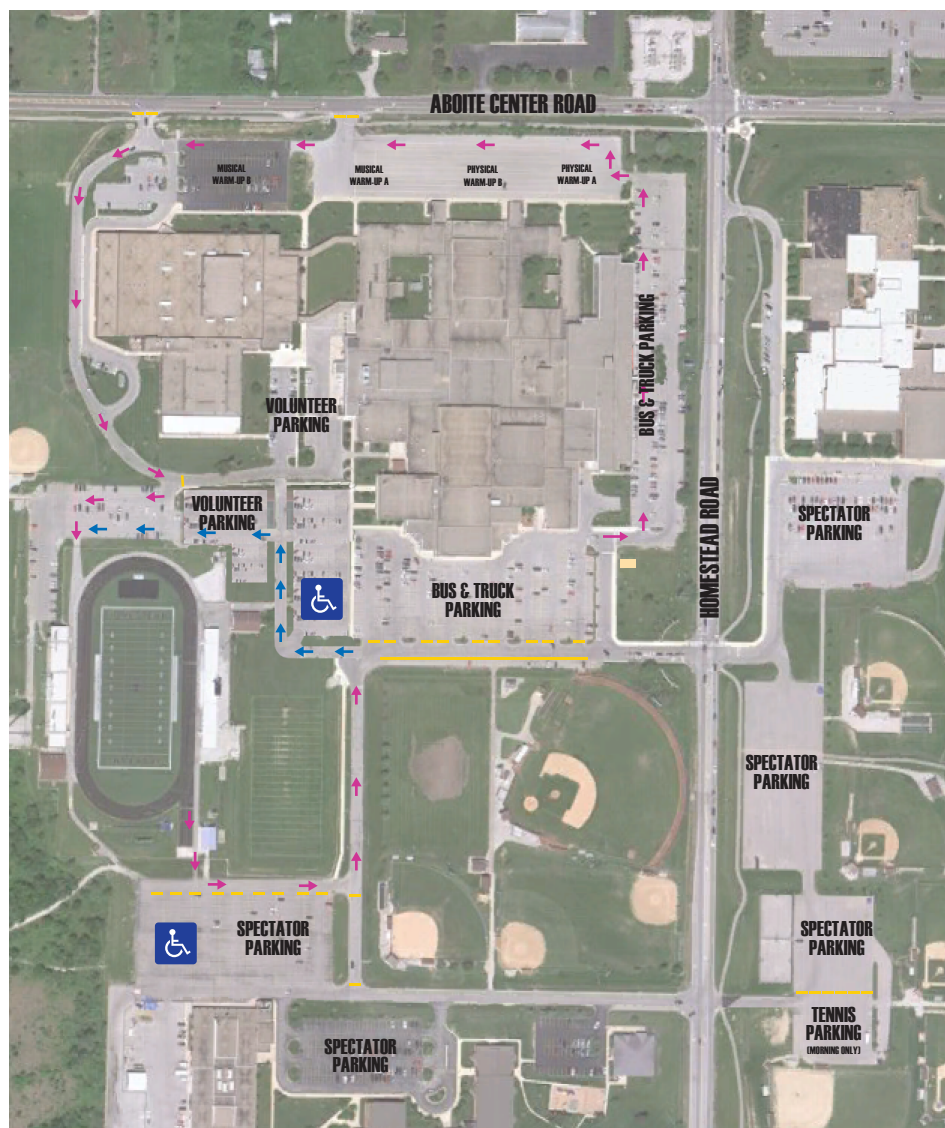 ABOITE CENTER ROAD
MUSICAL
WARM-UP B
MUSICAL
WARM-UP A
PHYSICAL
WARM-UP B
PHYSICAL
WARM-UP A
BUS & TRUCK PARKING
VOLUNTEER
PARKING
VOLUNTEER
PARKING
HOMESTEAD ROAD
SPECTATOR
PARKING
BUS & TRUCK
PARKING
SPECTATOR
PARKING
SPECTATOR
PARKING
SPECTATOR
PARKING
TENNIS
PARKING
(MORNING ONLY)
SPECTATOR
PARKING